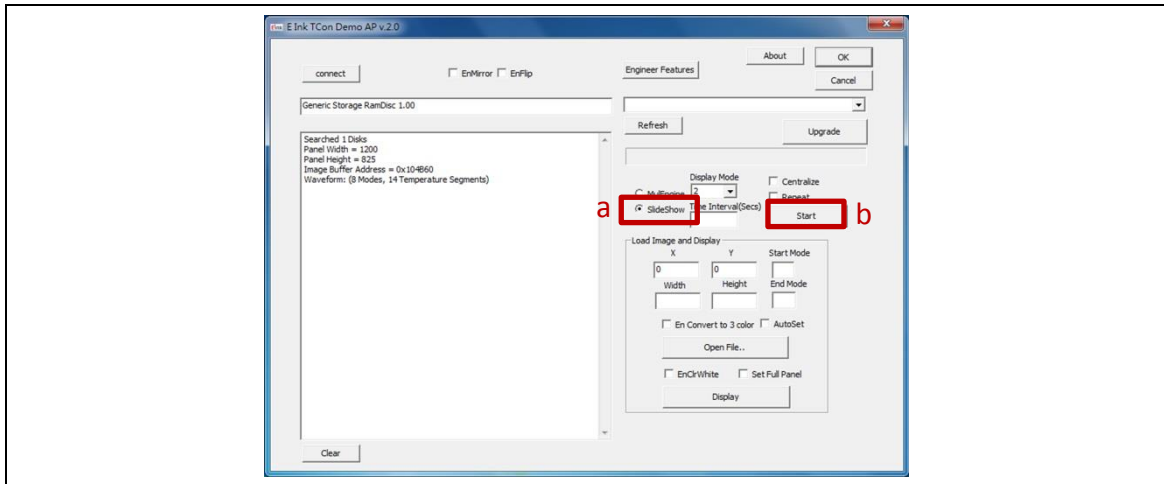 E Ink TCon Demo AP v.2.0
About
OK
connect
EnMirror
EnFlip
Engineer Features
Cancel
Generic Storage RamDisc 1.00
Refresh
Upgrade
Searched 1 Disks
Panel Width = 1200
Panel Height = 825
Image Buffer Address = 0x104B60
Waveform: (8 Modes, 14 Temperature Segments)
Display Mode
Centralize
2
Repeat
a
SlideShow
Time Interval(Secs)
Start
b
Load Image and Display
X
Y
Start Mode
0
0
Width
Height
End Mode
En Convert to 3 color
AutoSet
Open File..
EnClrWhite
Set Full Panel
Display
Clear